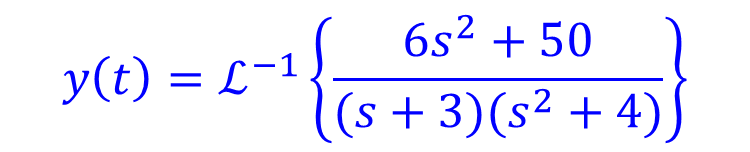 y(t) = ℒ⁻¹ { (6s² + 50) / ((s + 3)(s² + 4)) }